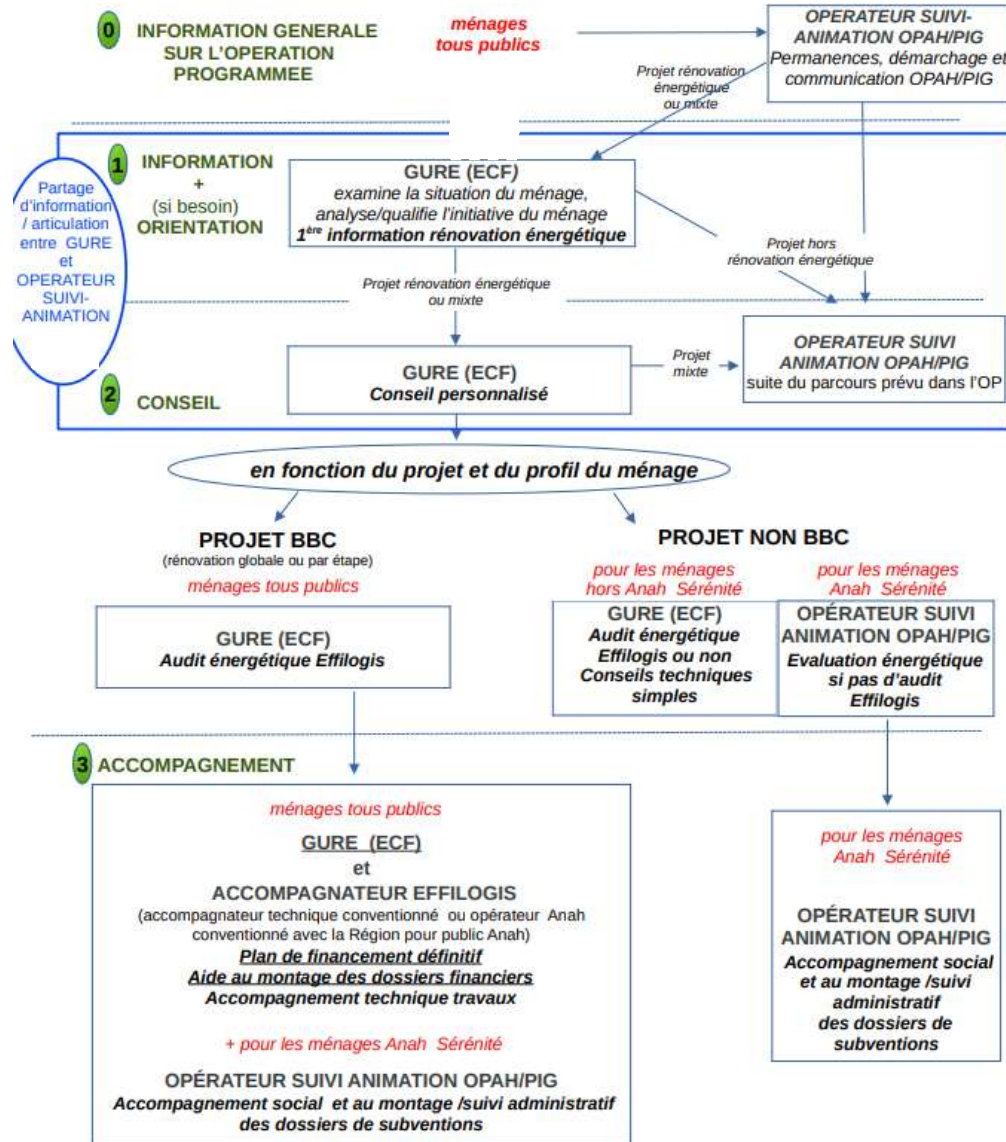 0 INFORMATION GENERALE
SUR L'OPERATION
PROGRAMMEE
ménages
tous publics
OPERATEUR SUIVI-
ANIMATION OPAH/PIG
Permanences, démarchage et
communication OPAH/PIG
Projet rénovation
énergétique
ou mixte
Partage
d'information
/ articulation
entre GURE
et
OPERATEUR
SUIVI-
ANIMATION
1 INFORMATION
+
(si besoin)
ORIENTATION
GURE (ECF)
examine la situation du ménage,
analyse/qualifie l'initiative du ménage
1ère information rénovation énergétique
Projet hors
rénovation énergétique
Projet rénovation énergétique
ou mixte
2 CONSEIL
GURE (ECF)
Conseil personnalisé
Projet
mixte
OPERATEUR SUIVI
ANIMATION OPAH/PIG
suite du parcours prévu dans l'OP
en fonction du projet et du profil du ménage
PROJET BBC
(rénovation globale ou par étape)
ménages tous publics
GURE (ECF)
Audit énergétique Effilogis
PROJET NON BBC
pour les ménages
hors Anah Sérénité
GURE (ECF)
Audit énergétique
Effilogis ou non
Conseils techniques
simples
pour les ménages
Anah Sérénité
OPÉRATEUR SUIVI
ANIMATION OPAH/PIG
Evaluation énergétique
si pas d'audit
Effilogis
3 ACCOMPAGNEMENT
ménages tous publics
GURE (ECF)
et
ACCOMPAGNATEUR EFFILOGIS
(accompagnateur technique conventionné ou opérateur Anah
conventionné avec la Région pour public Anah)
Plan de financement définitif
Aide au montage des dossiers financiers
Accompagnement technique travaux
+ pour les ménages Anah Sérénité
OPÉRATEUR SUIVI ANIMATION OPAH/PIG
Accompagnement social et au montage /suivi administratif
des dossiers de subventions
pour les ménages
Anah Sérénité
OPÉRATEUR SUIVI
ANIMATION OPAH/PIG
Accompagnement social
et au montage /suivi
administratif
des dossiers de
subventions